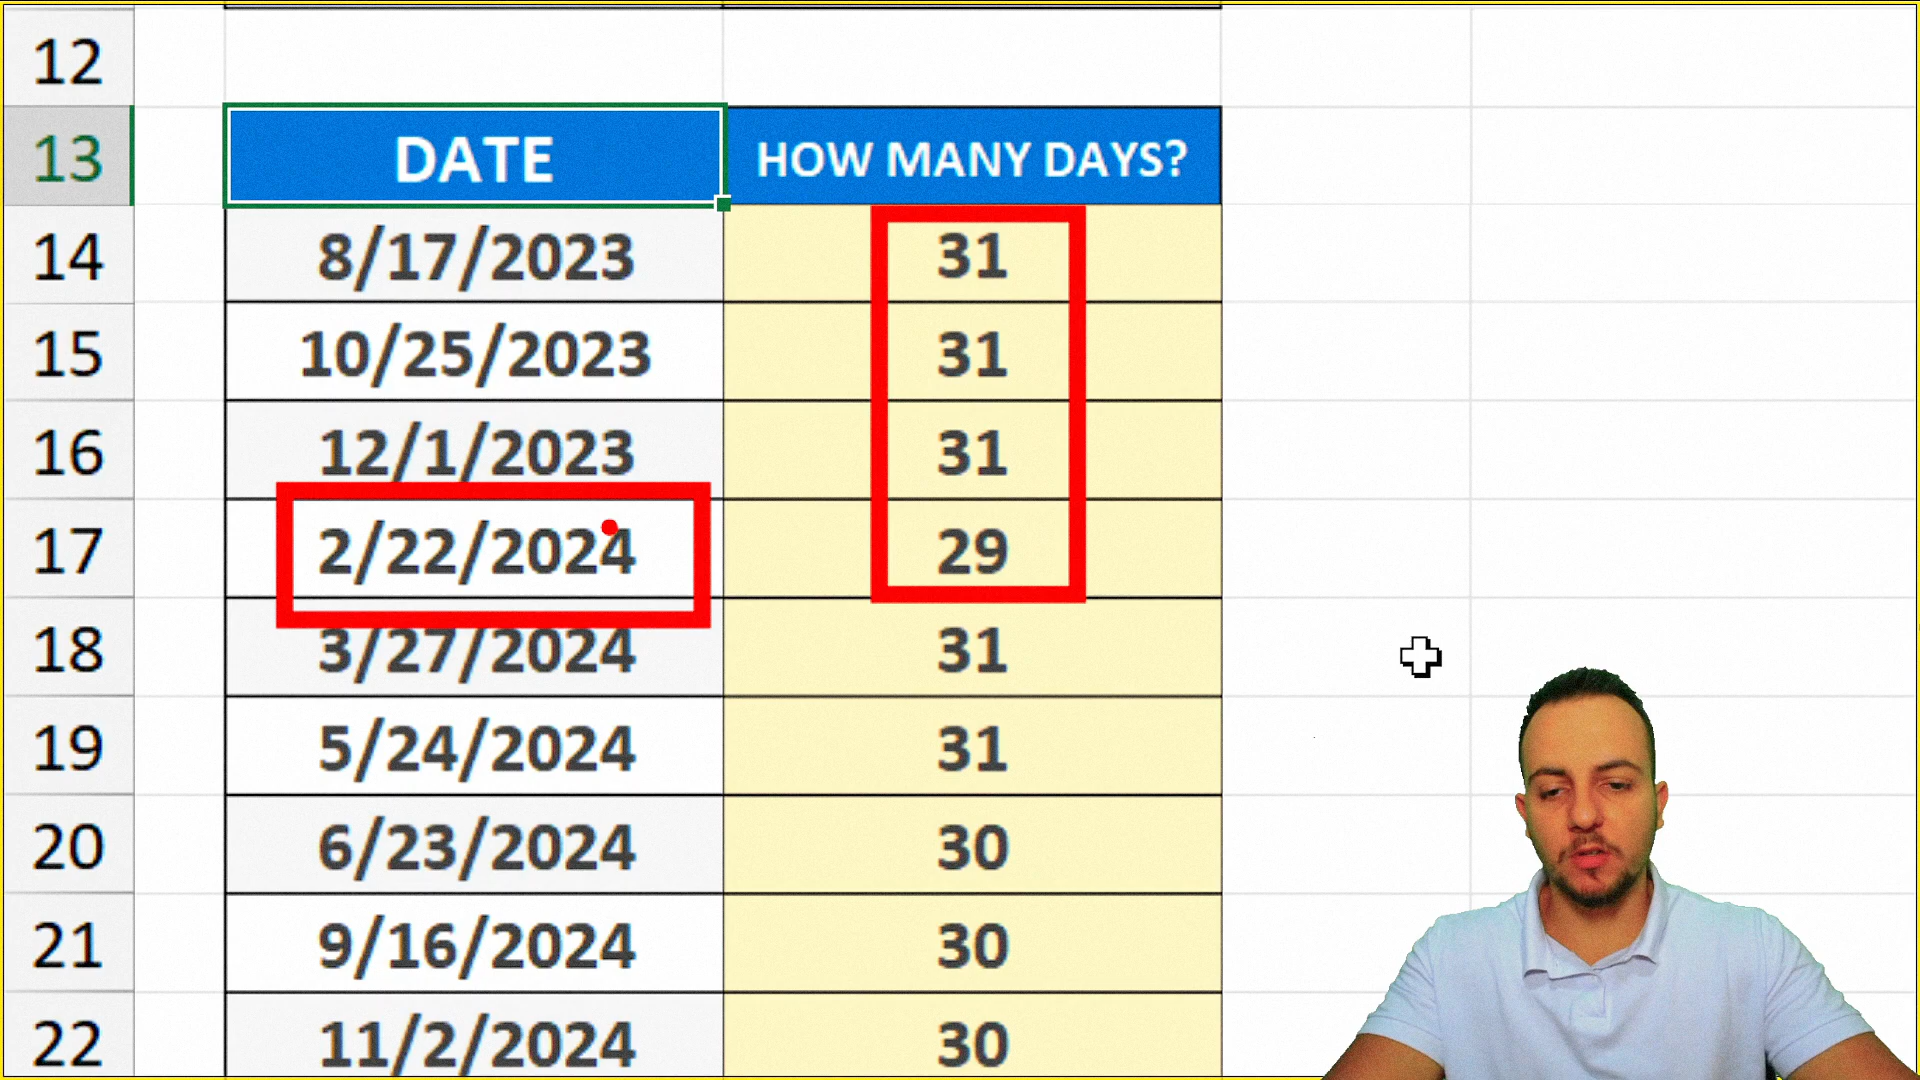 12
13 DATE HOW MANY DAYS?
14 8/17/2023 31
15 10/25/2023 31
16 12/1/2023 31
17 2/22/2024 29
18 3/27/2024 31
19 5/24/2024 31
20 6/23/2024 30
21 9/16/2024 30
22 11/2/2024 30